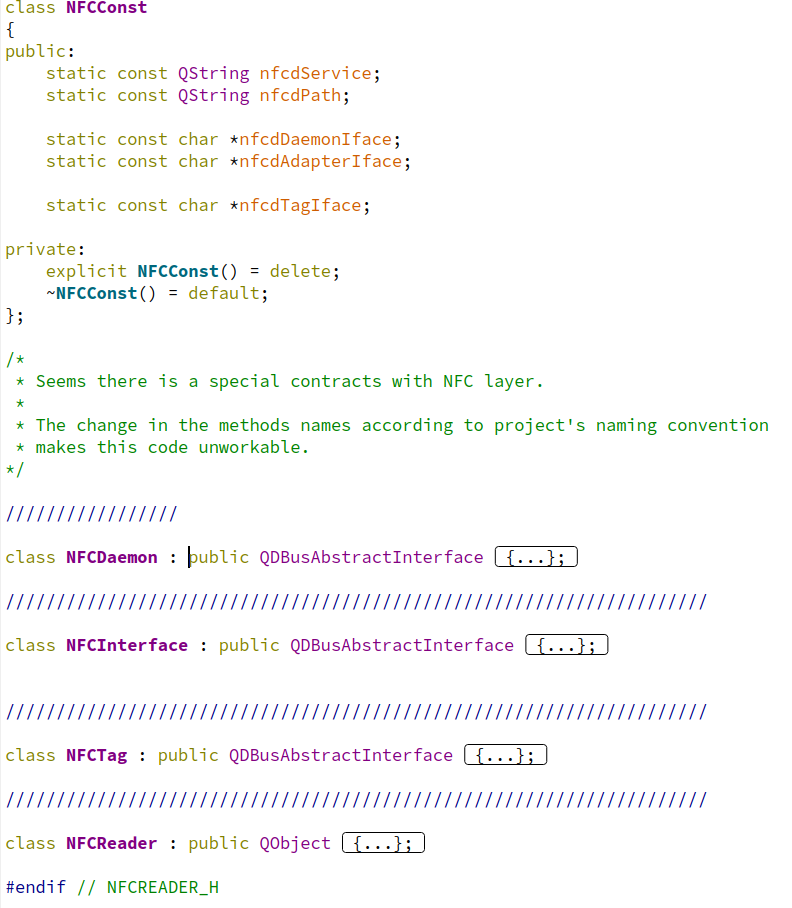 class NFCConst
{
public:
    static const QString nfcdService;
    static const QString nfcdPath;

    static const char *nfcdDaemonIface;
    static const char *nfcdAdapterIface;

    static const char *nfcdTagIface;

private:
    explicit NFCConst() = delete;
    ~NFCConst() = default;
};

/*
 * Seems there is a special contracts with NFC layer.
 *
 * The change in the methods names according to project's naming convention
 * makes this code unworkable.
*/

/////////////////

class NFCDaemon : public QDBusAbstractInterface {...};

/////////////////////////////////////////////////////////////////////

class NFCInterface : public QDBusAbstractInterface {...};


/////////////////////////////////////////////////////////////////////

class NFCTag : public QDBusAbstractInterface {...};

/////////////////////////////////////////////////////////////////////

class NFCReader : public QObject {...};

#endif // NFCREADER_H